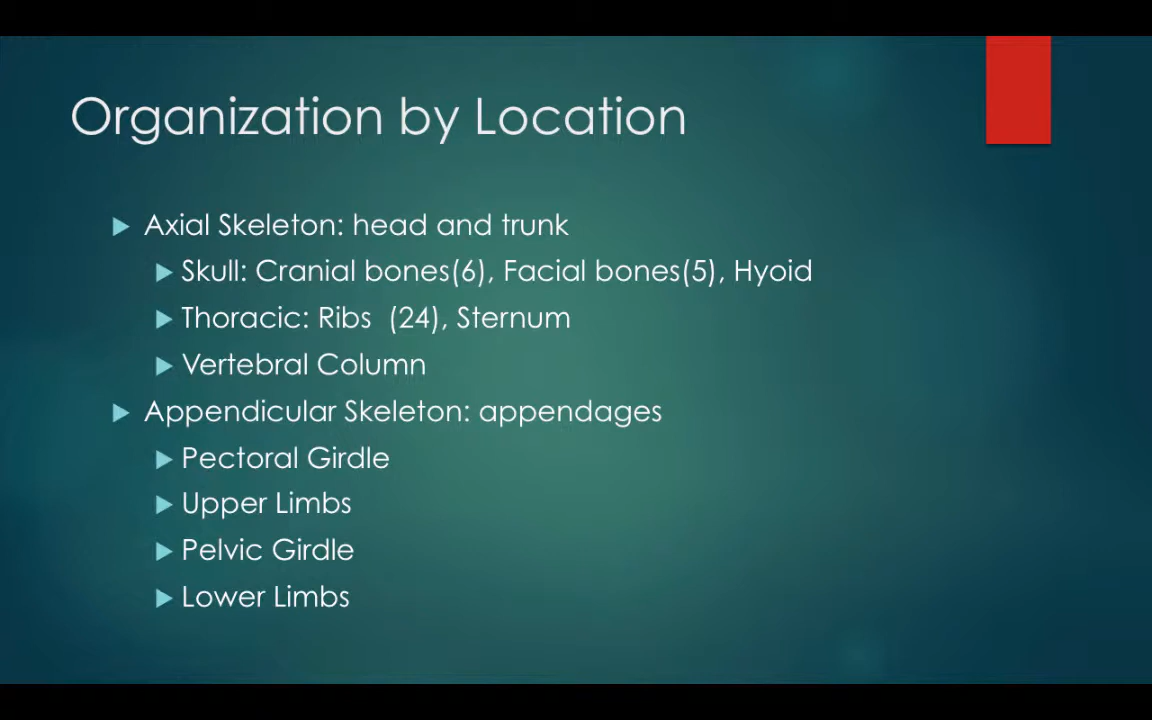 Organization by Location
Axial Skeleton: head and trunk
Skull: Cranial bones(6), Facial bones(5), Hyoid
Thoracic: Ribs  (24), Sternum
Vertebral Column
Appendicular Skeleton: appendages
Pectoral Girdle
Upper Limbs
Pelvic Girdle
Lower Limbs